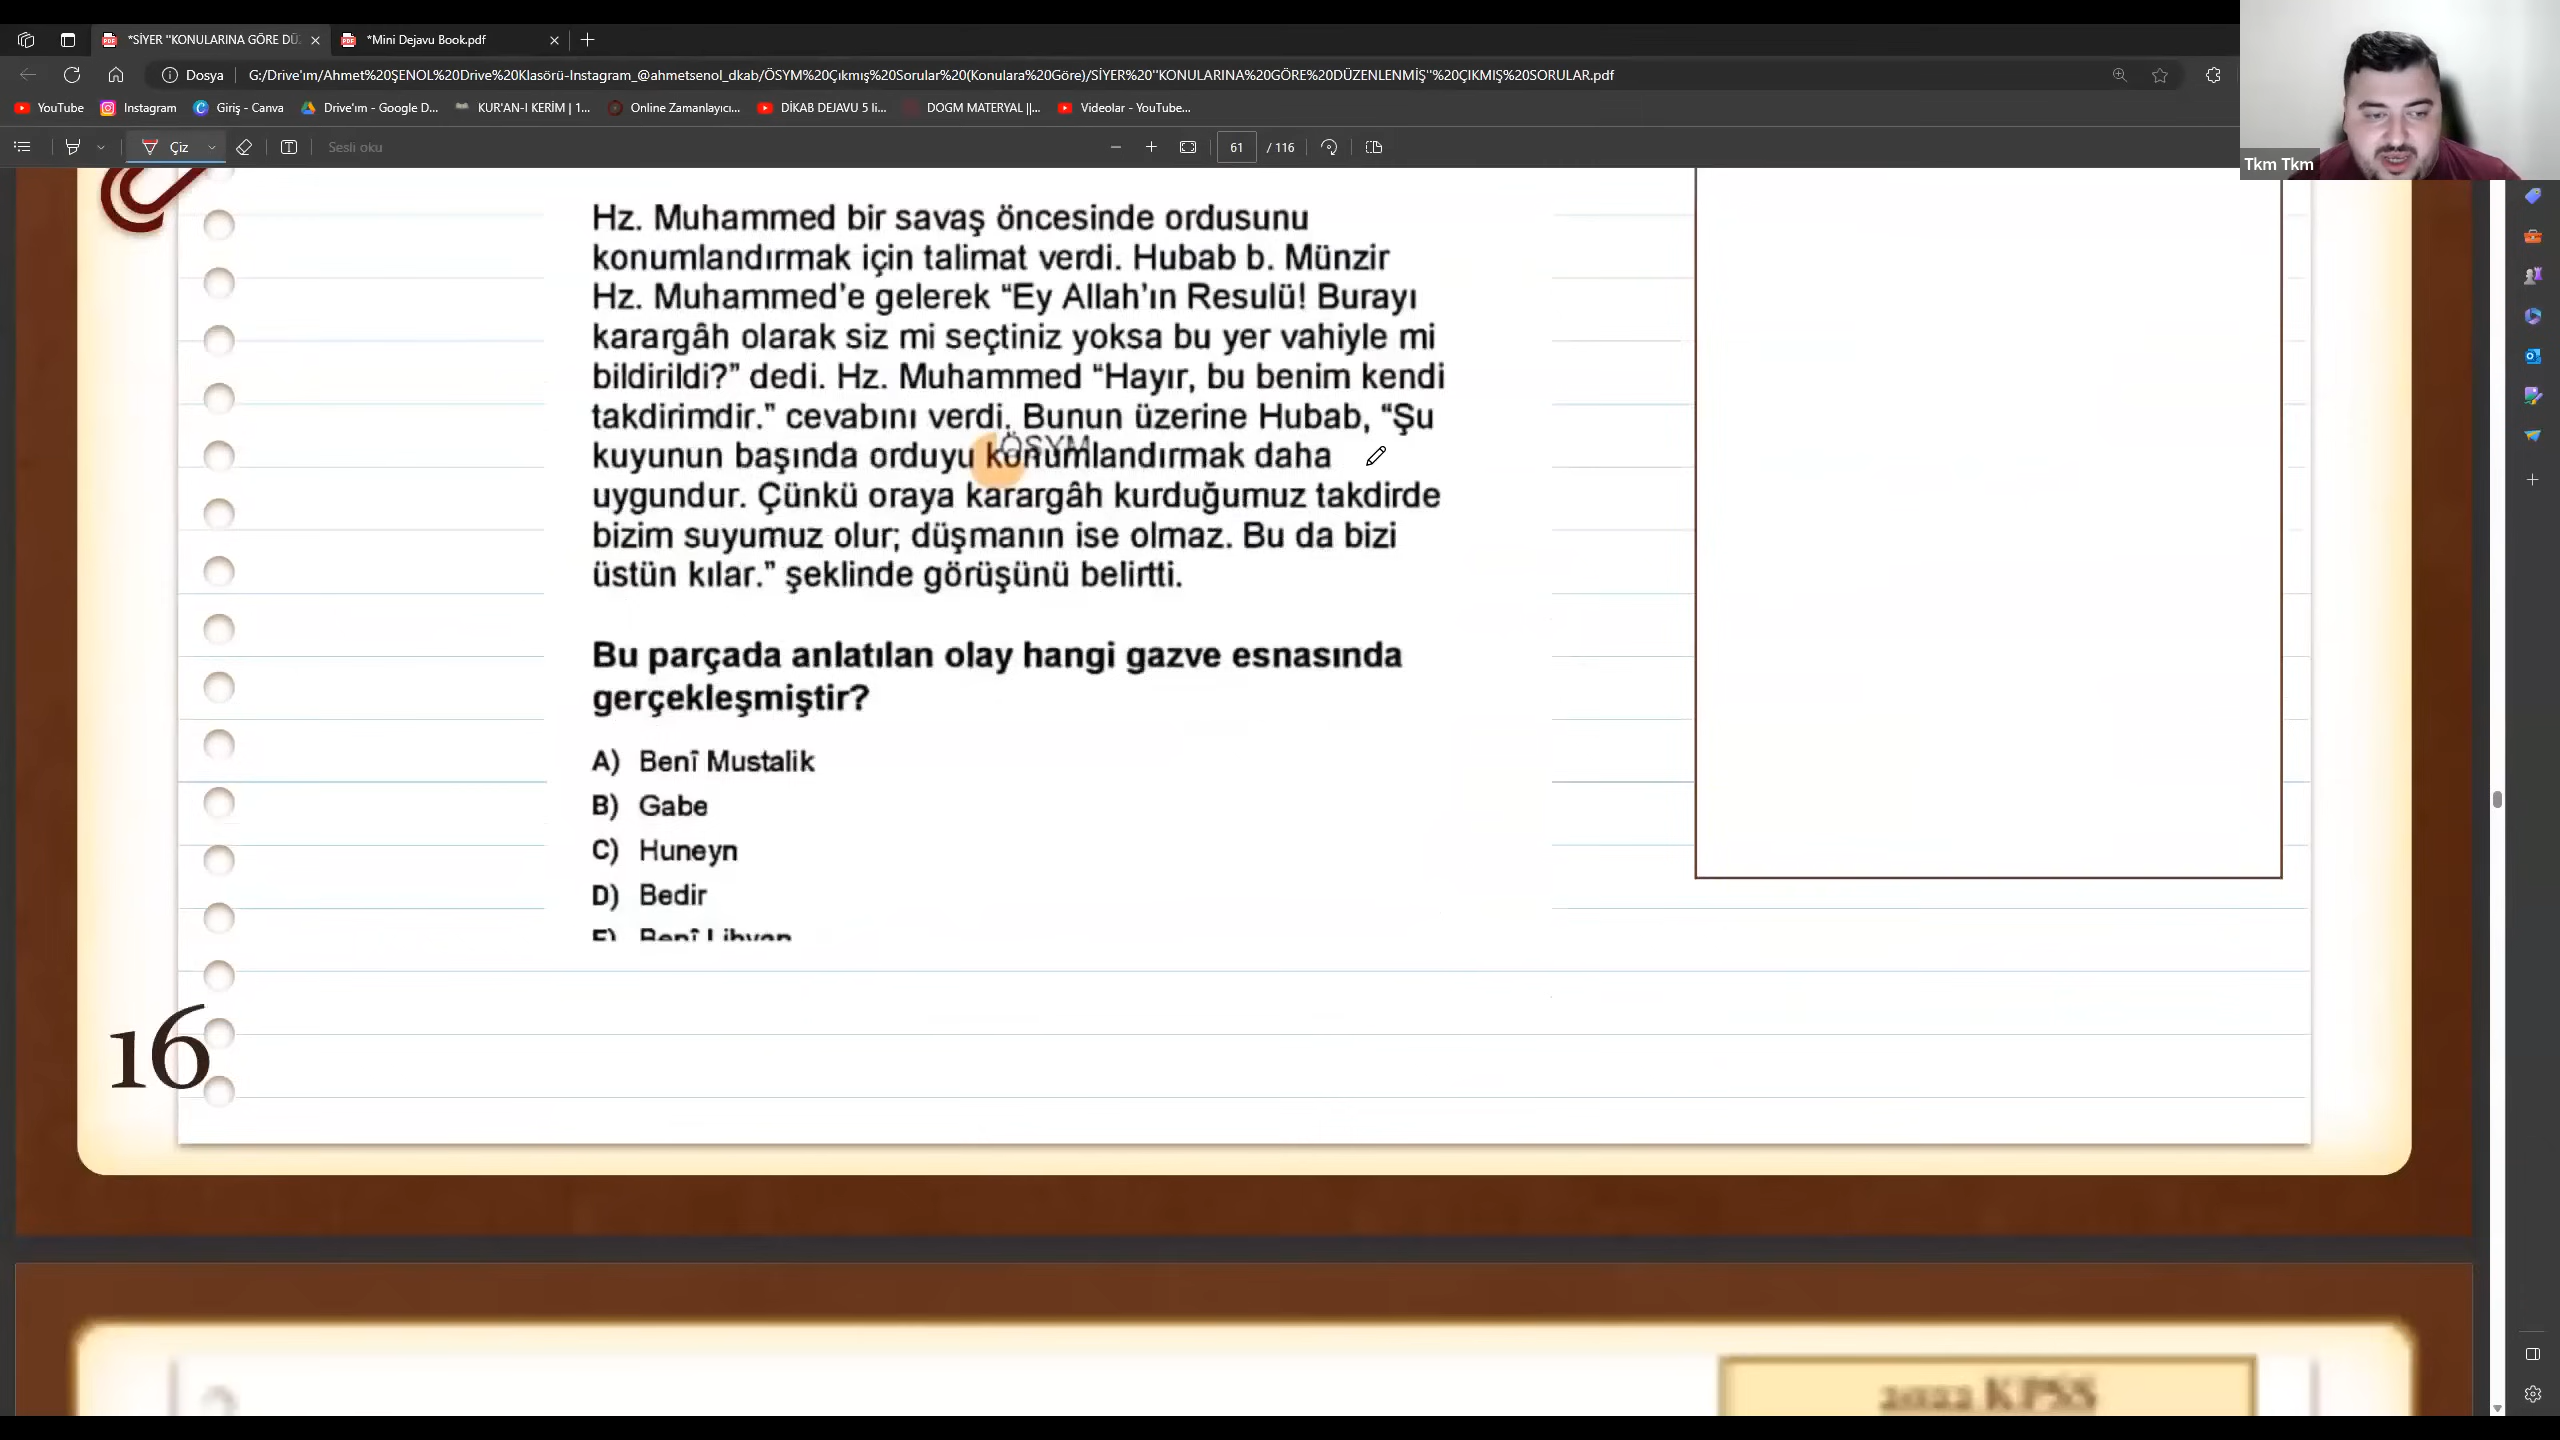 *SİYER "KONULARINA GÖRE DÜ
*Mini Dejavu Book.pdf
Dosya
G:/Drive'ım/Ahmet%20ŞENOL%20Drive%20Klasörü-Instagram_@ahmetsenol_dkab/ÖSYM%20Çıkmış%20Sorular%20(Konulara%20Göre)/SİYER%20''KONULARINA%20GÖRE%20DÜZENLENMİŞ''%20ÇIKMIŞ%20SORULAR.pdf
YouTube
Instagram
Giriş - Canva
Drive'ım - Google D...
KUR'AN-I KERİM | 1...
Online Zamanlayıcı...
DİKAB DEJAVU 5 li...
DOGM MATERYAL ||...
Videolar - YouTube...
Çiz
Sesli oku
61
/ 116
Tkm Tkm
Hz. Muhammed bir savaş öncesinde ordusunu
konumlandırmak için talimat verdi. Hubab b. Münzir
Hz. Muhammed'e gelerek “Ey Allah'ın Resulü! Burayı
karargâh olarak siz mi seçtiniz yoksa bu yer vahiyle mi
bildirildi?” dedi. Hz. Muhammed “Hayır, bu benim kendi
takdirimdir.” cevabını verdi. Bunun üzerine Hubab, “Şu
ÖSYM
kuyunun başında orduyu konumlandırmak daha
uygundur. Çünkü oraya karargâh kurduğumuz takdirde
bizim suyumuz olur; düşmanın ise olmaz. Bu da bizi
üstün kılar.” şeklinde görüşünü belirtti.
Bu parçada anlatılan olay hangi gazve esnasında
gerçekleşmiştir?
A) Benî Mustalik
B) Gabe
C) Huneyn
D) Bedir
E) Benî Lihyan
16
2022 KPSS